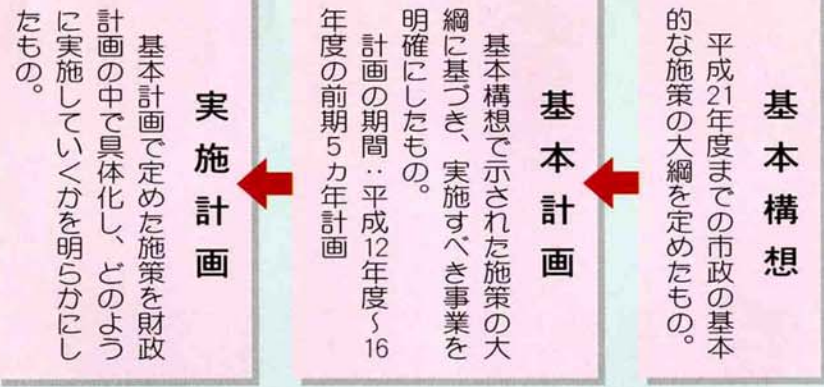 基本構想
平成21年度までの市政の基本
的な施策の大綱を定めたもの。
基本計画
基本構想で示された施策の大
綱に基づき、実施すべき事業を
明確にしたもの。
計画の期間：平成12年度～16
年度の前期5ヵ年計画
実施計画
基本計画で定めた施策を財政
計画の中で具体化し、どのよう
に実施していくかを明らかにし
たもの。